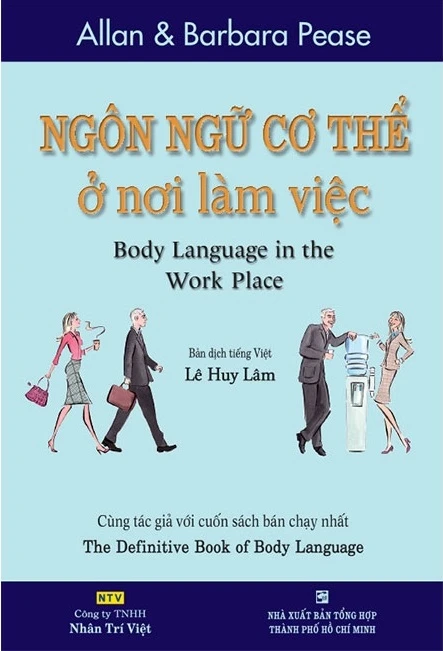 Allan & Barbara Pease
NGÔN NGỮ CƠ THỂ
ở nơi làm việc
Body Language in the
Work Place
Bản dịch tiếng Việt
Lê Huy Lâm
Cùng tác giả với cuốn sách bán chạy nhất
The Definitive Book of Body Language
NTV
Công ty TNHH
Nhân Trí Việt
NHÀ XUẤT BẢN TỔNG HỢP
THÀNH PHỐ HỒ CHÍ MINH